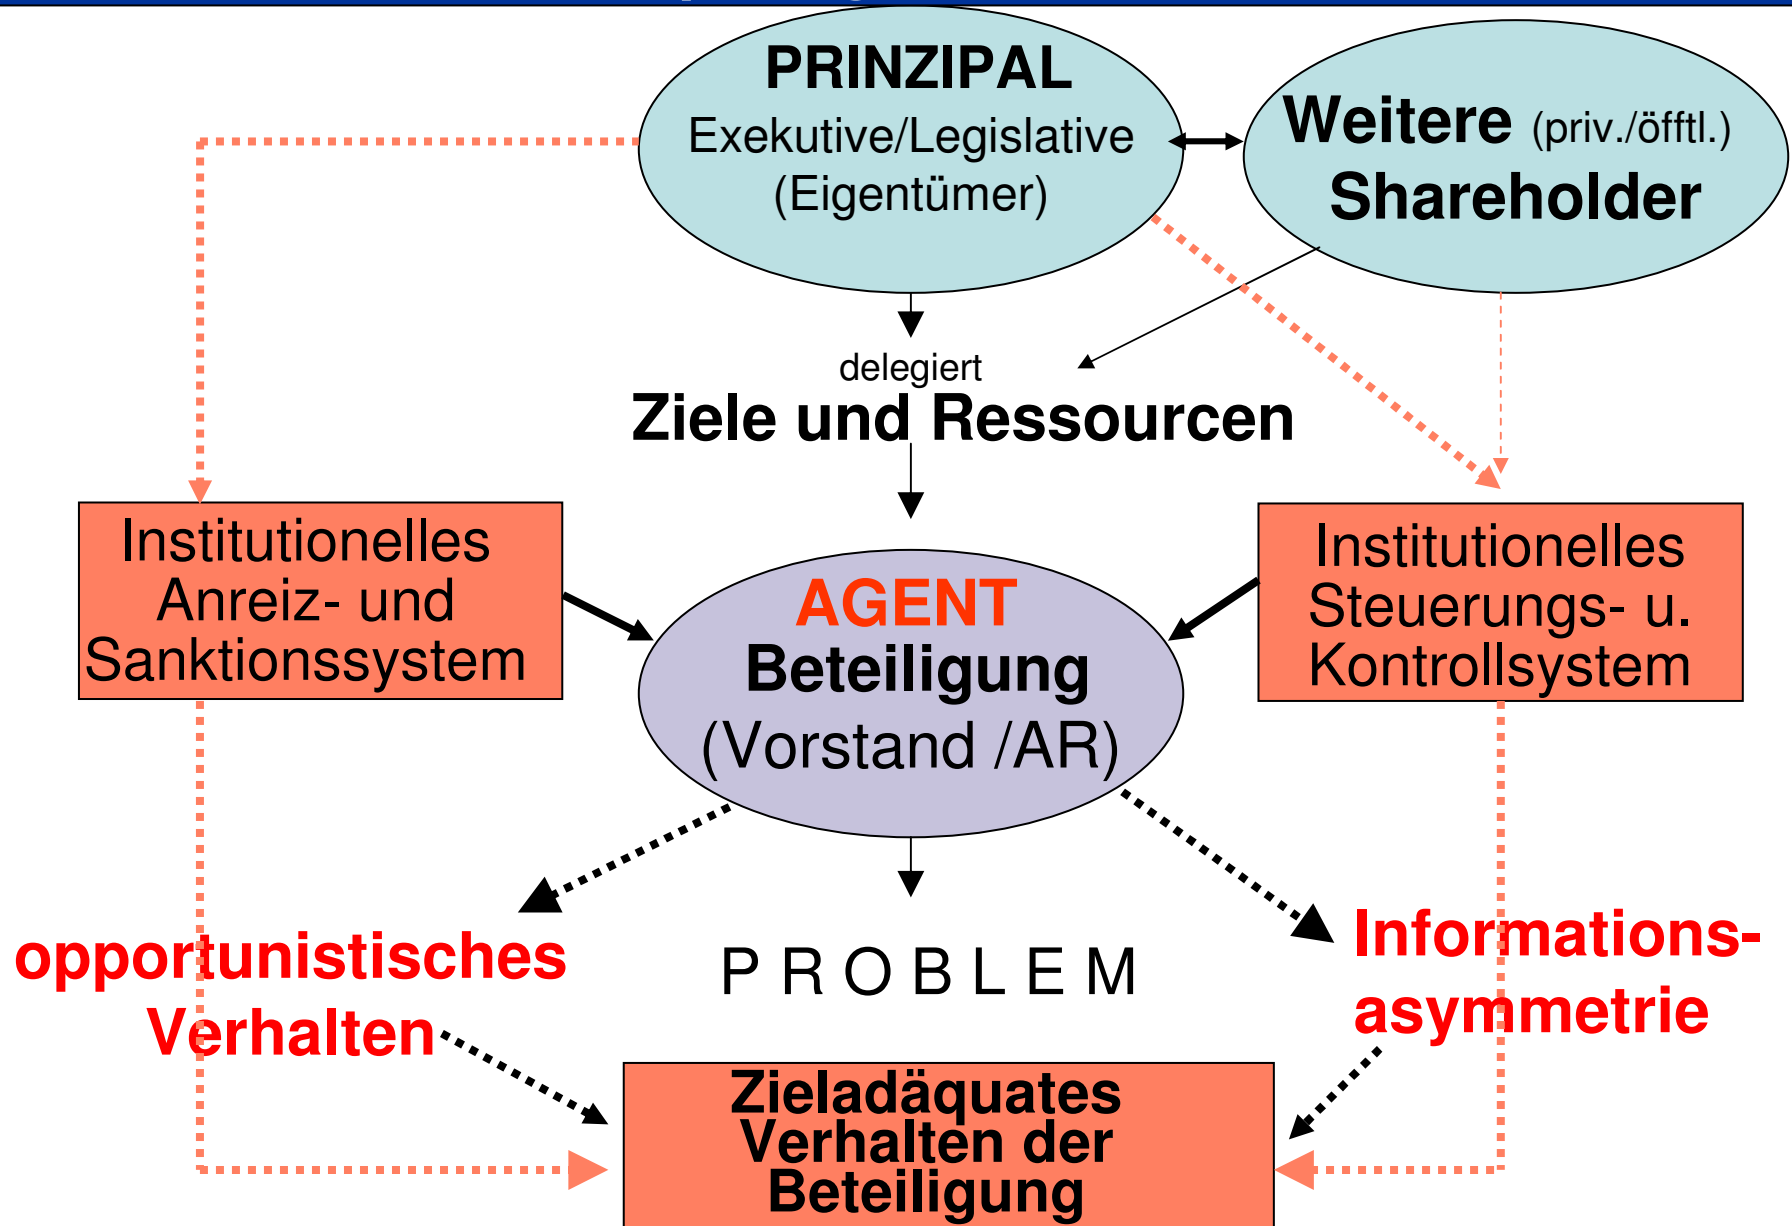 PRINZIPAL
Exekutive/Legislative
(Eigentümer)
Weitere (priv./öfftl.)
Shareholder
delegiert
Ziele und Ressourcen
Institutionelles
Anreiz- und
Sanktionssystem
AGENT
Beteiligung
(Vorstand /AR)
Institutionelles
Steuerungs- u.
Kontrollsystem
opportunistisches
Verhalten
P R O B L E M
Informations-
asymmetrie
Zieladäquates
Verhalten der
Beteiligung